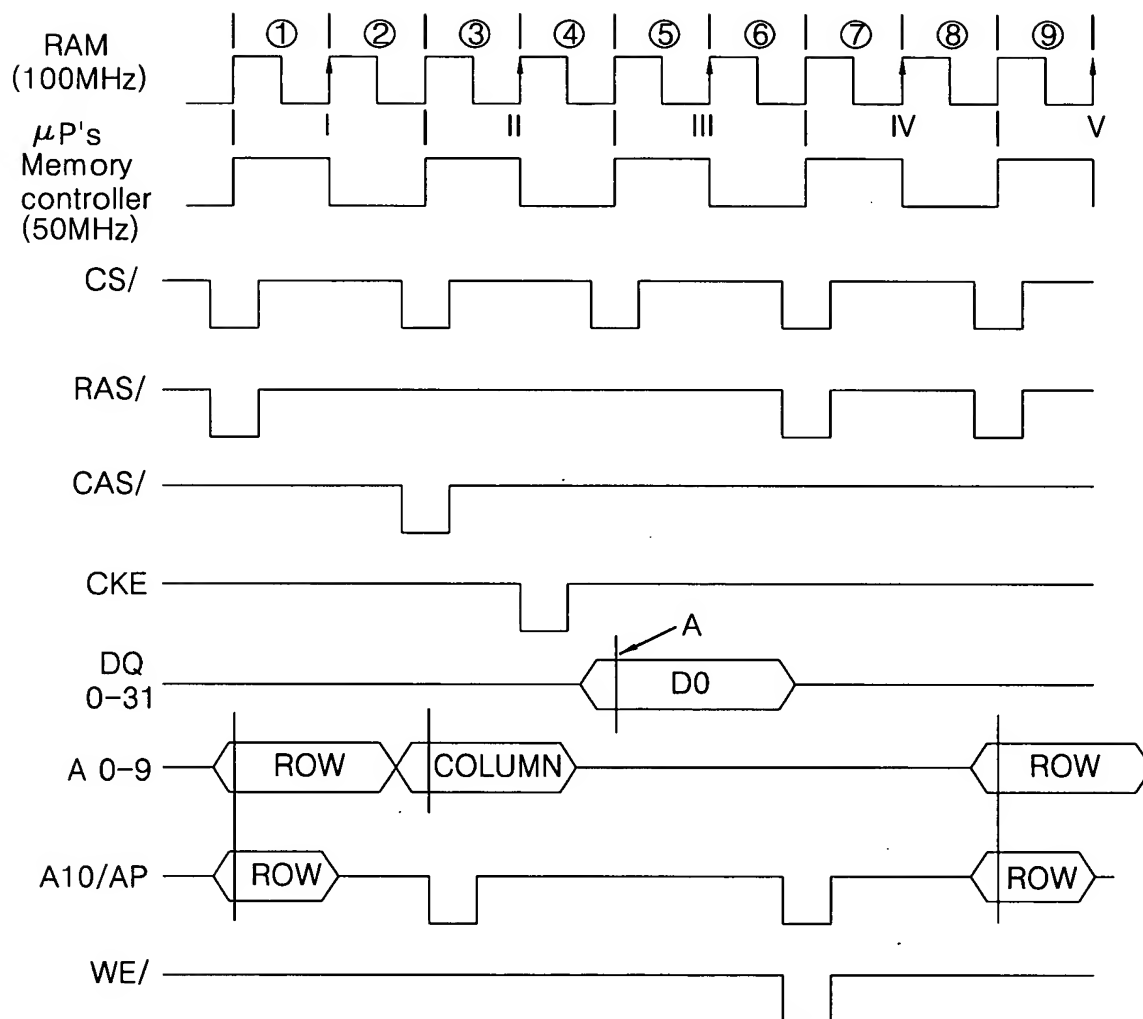 ① ② ③ ④ ⑤ ⑥ ⑦ ⑧ ⑨
RAM
(100MHz)
I II III IV V
μP's
Memory
controller
(50MHz)
CS/
RAS/
CAS/
CKE
A
DQ
0-31
D0
A 0-9
ROW COLUMN ROW
A10/AP
ROW ROW
WE/